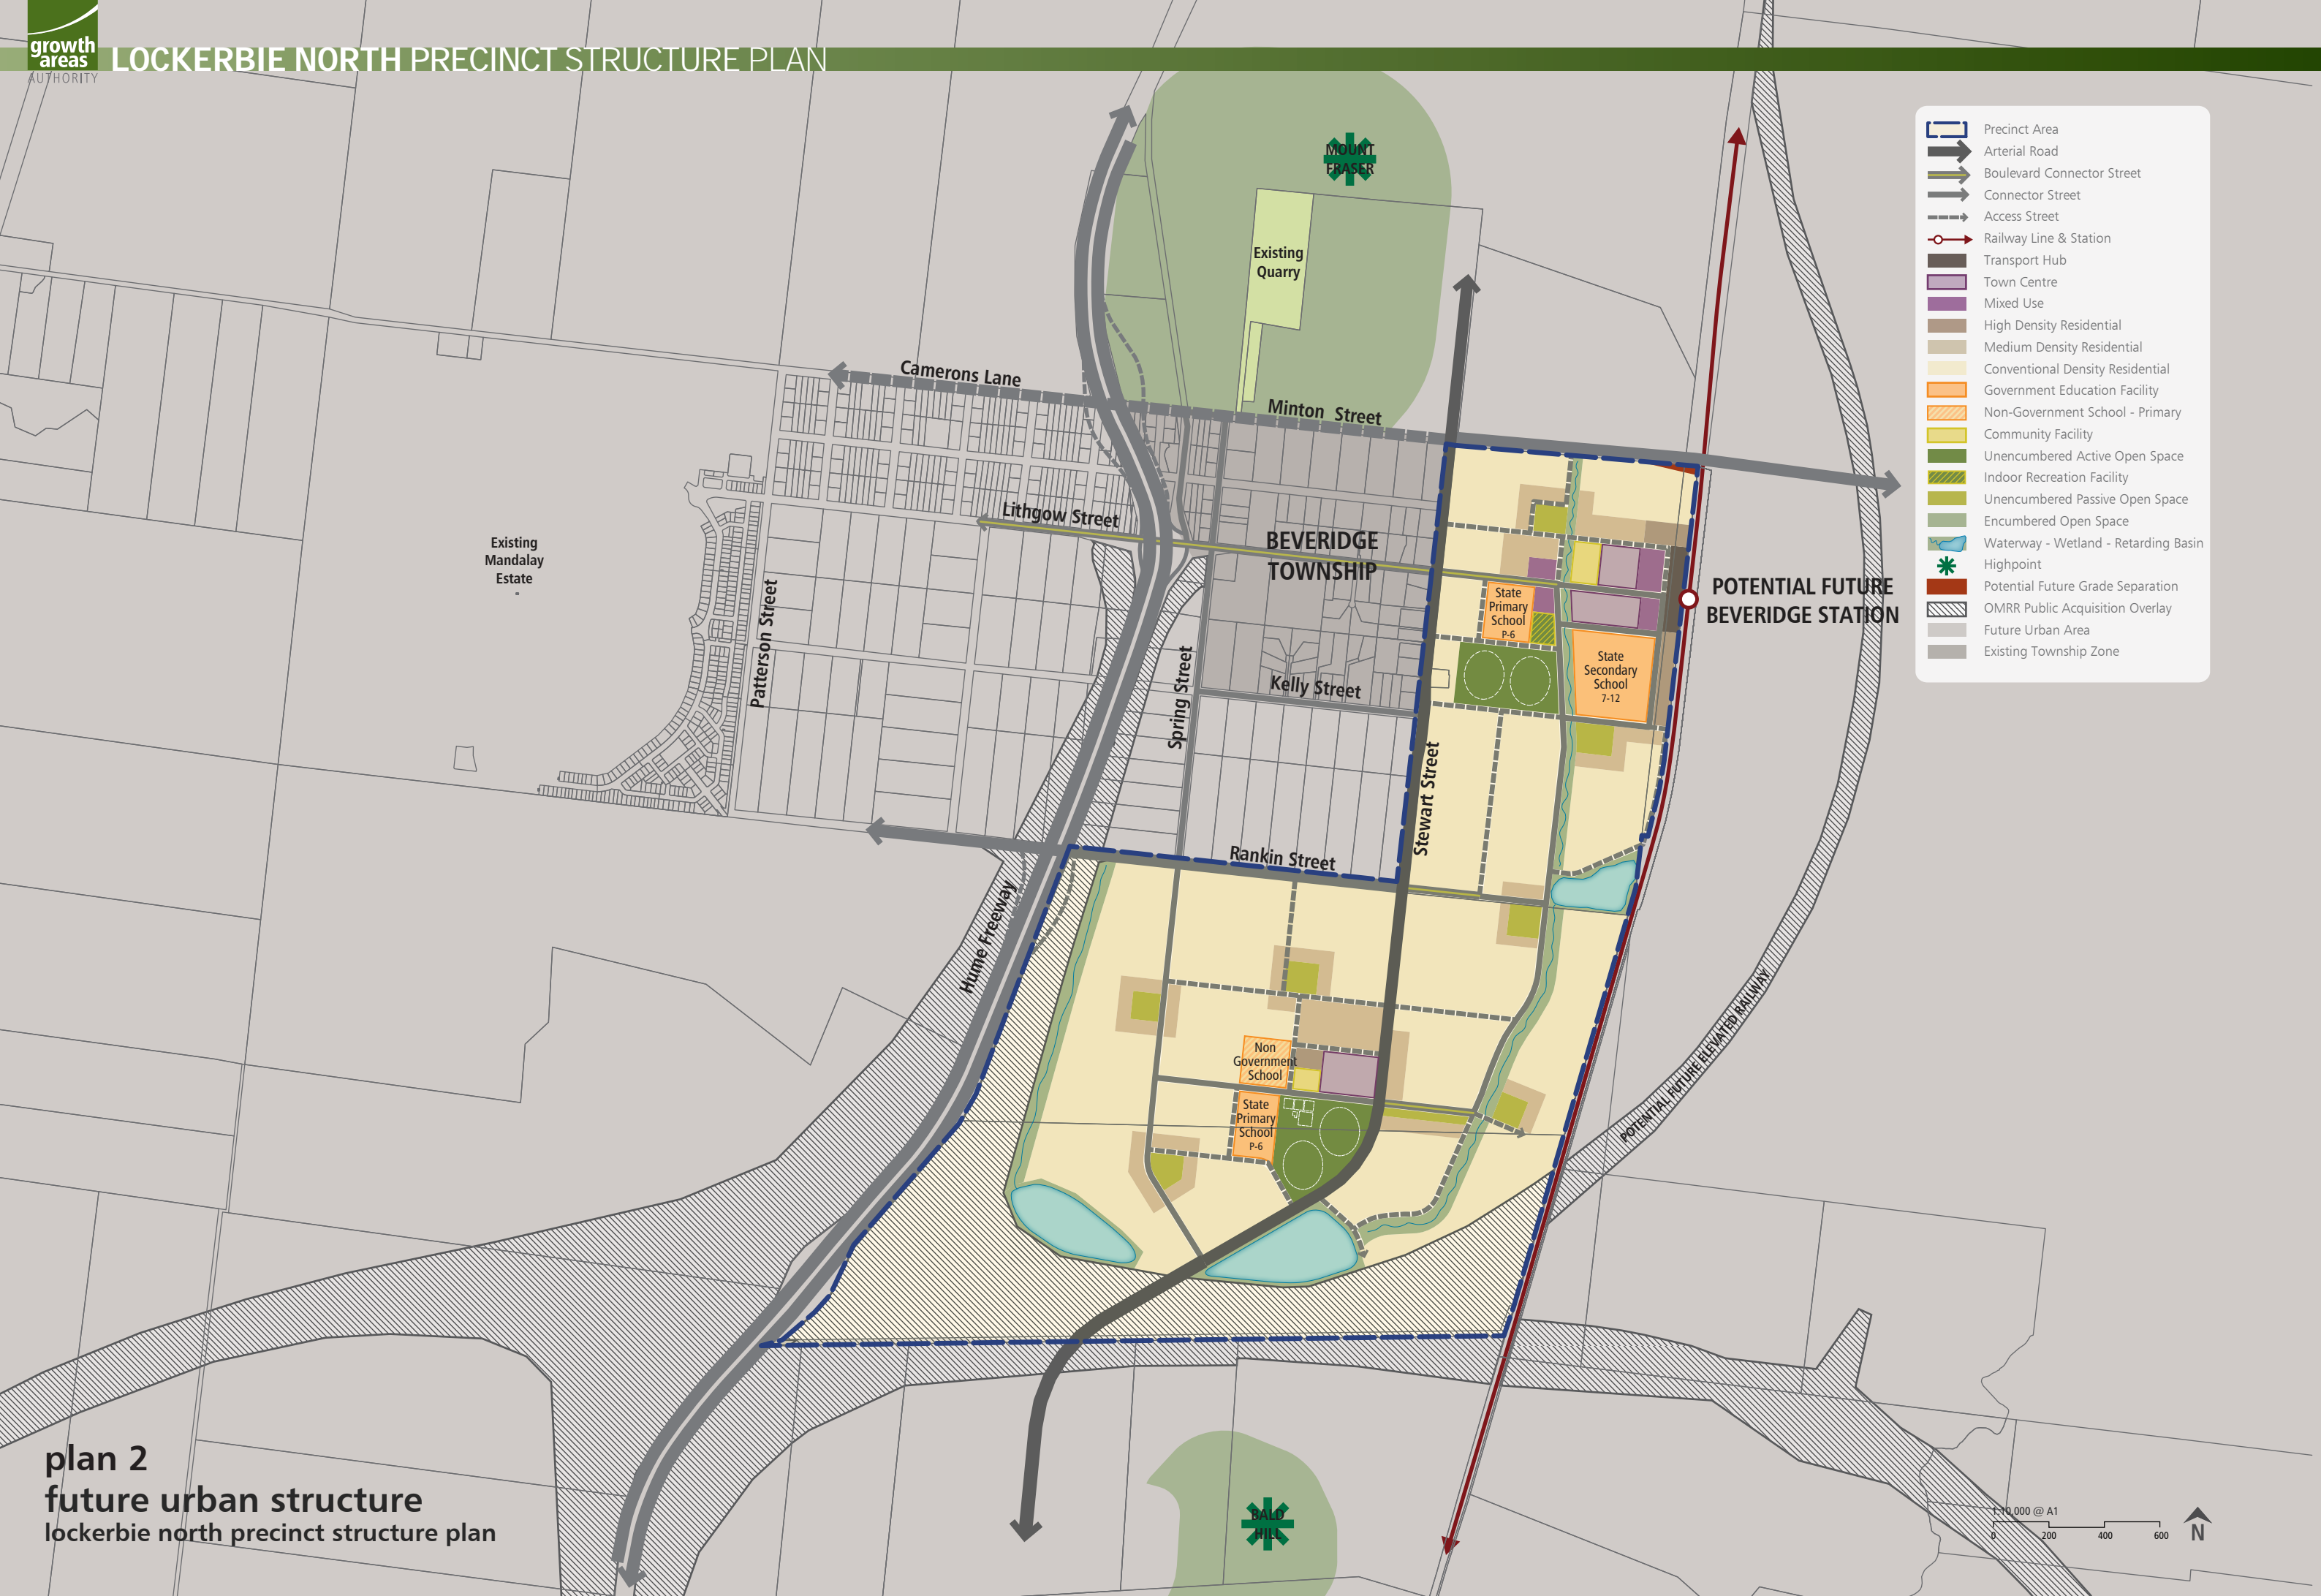 growth
areas
AUTHORITY
LOCKERBIE NORTH PRECINCT STRUCTURE PLAN
MOUNT
FRASER
Existing
Quarry
Camerons Lane
Minton Street
Lithgow Street
BEVERIDGE
TOWNSHIP
Existing
Mandalay
Estate
Patterson Street
Spring Street
Kelly Street
Stewart Street
Rankin Street
Hume Freeway
State
Primary
School
P-6
State
Secondary
School
7-12
POTENTIAL FUTURE
BEVERIDGE STATION
Non
Government
School
State
Primary
School
P-6
POTENTIAL FUTURE ELEVATED RAILWAY
BALD
HILL
Precinct Area
Arterial Road
Boulevard Connector Street
Connector Street
Access Street
Railway Line & Station
Transport Hub
Town Centre
Mixed Use
High Density Residential
Medium Density Residential
Conventional Density Residential
Government Education Facility
Non-Government School - Primary
Community Facility
Unencumbered Active Open Space
Indoor Recreation Facility
Unencumbered Passive Open Space
Encumbered Open Space
Waterway - Wetland - Retarding Basin
Highpoint
Potential Future Grade Separation
OMRR Public Acquisition Overlay
Future Urban Area
Existing Township Zone
plan 2
future urban structure
lockerbie north precinct structure plan
1:10,000 @ A1
0 200 400 600
N